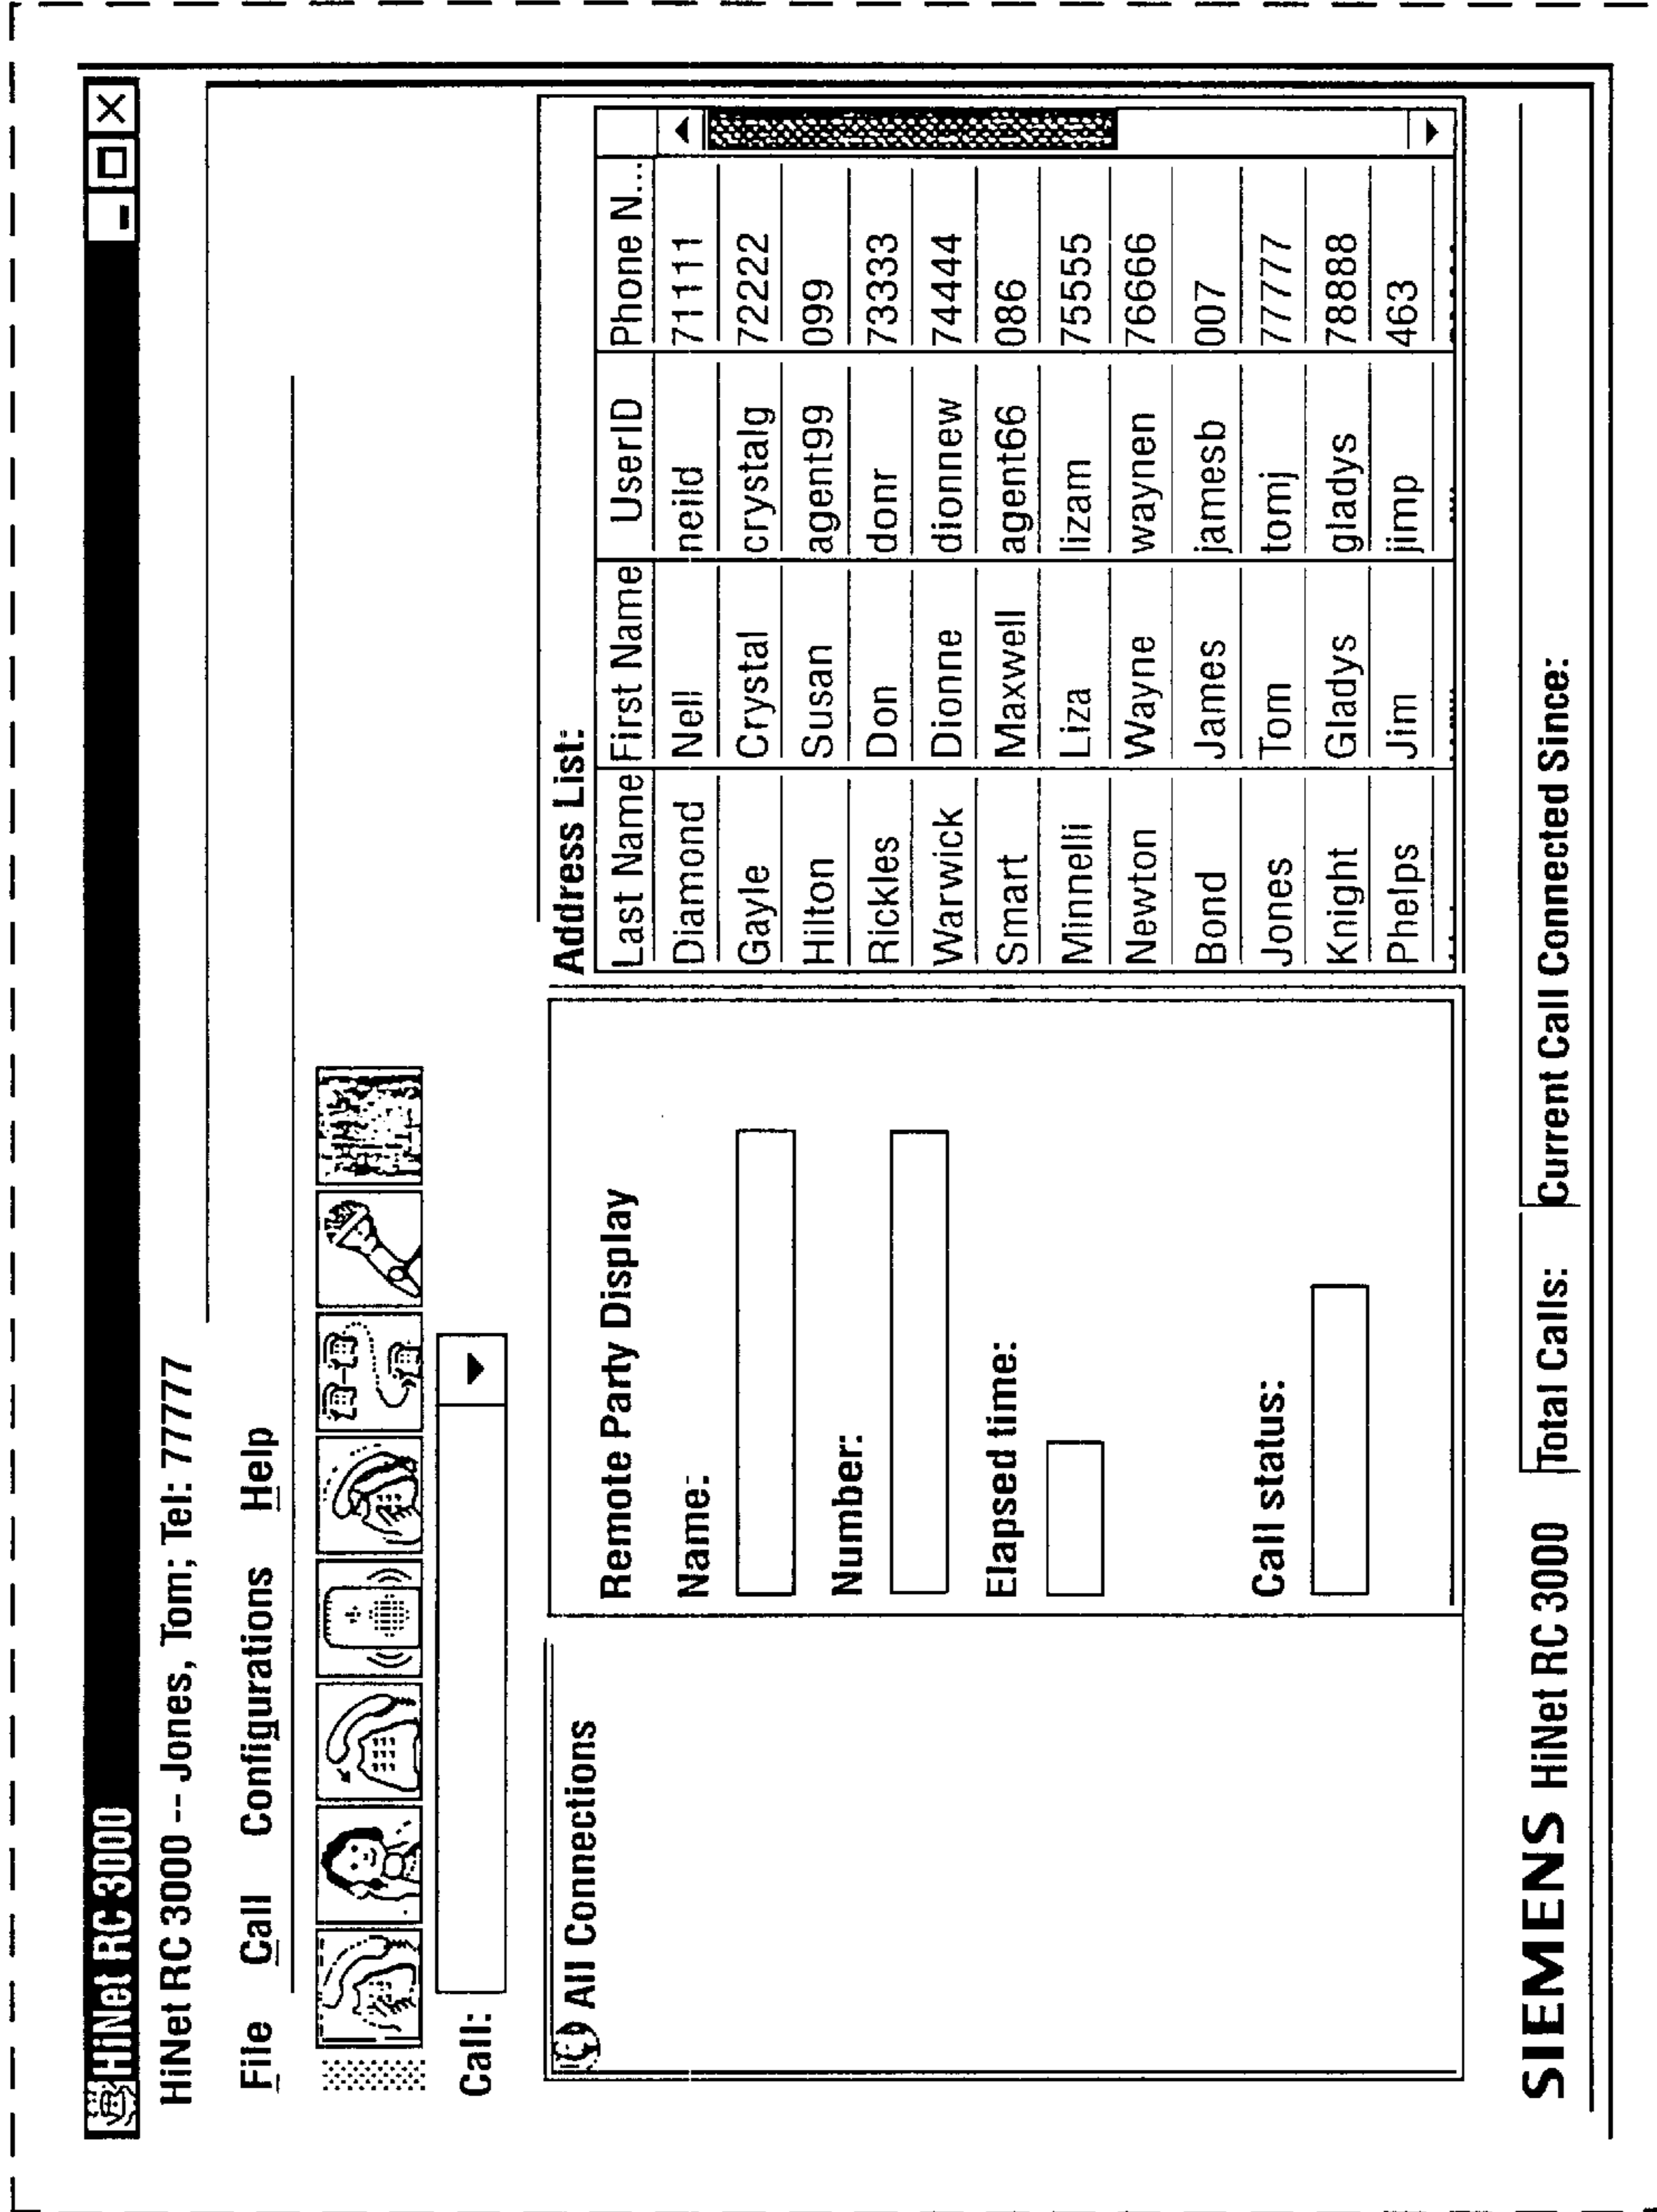 HiNet RC 3000
HiNet RC 3000 -- Jones, Tom; Tel: 77777
File Call Configurations Help
Call:
All Connections
Remote Party Display
Name:
Number:
Elapsed time:
Call status:
Address List:
Last Name First Name UserID Phone N...
Diamond Nell neild 71111
Gayle Crystal crystalg 72222
Hilton Susan agent99 099
Rickles Don donr 73333
Warwick Dionne dionnew 74444
Smart Maxwell agent66 086
Minnelli Liza lizam 75555
Newton Wayne waynen 76666
Bond James jamesb 007
Jones Tom tomj 77777
Knight Gladys gladys 78888
Phelps Jim jimp 463
SIEMENS HiNet RC 3000 Total Calls: Current Call Connected Since: